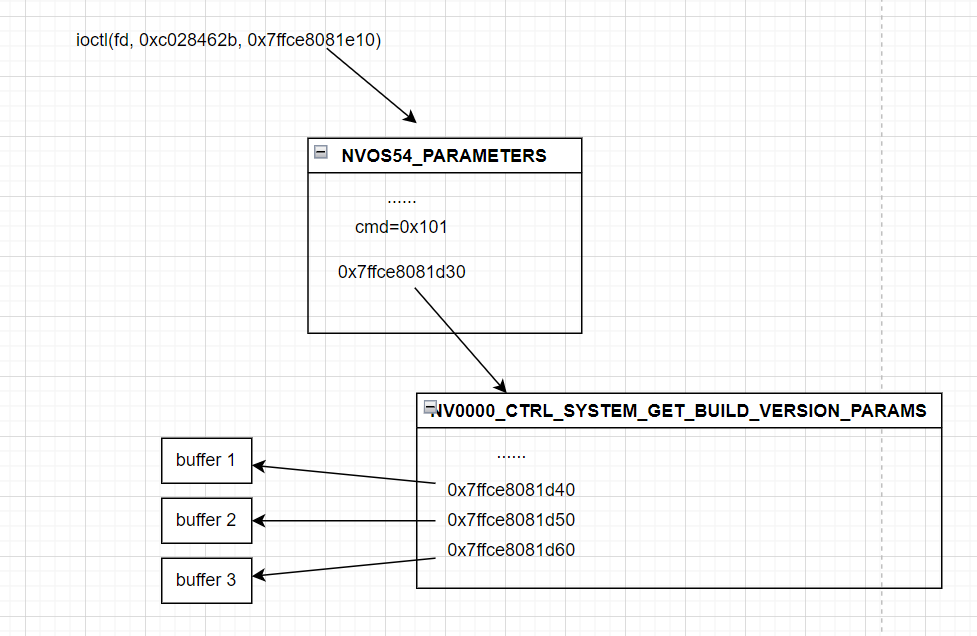 ioctl(fd, 0xc028462b, 0x7ffce8081e10)
NVOS54_PARAMETERS
......
cmd=0x101
0x7ffce8081d30
NV0000_CTRL_SYSTEM_GET_BUILD_VERSION_PARAMS
......
buffer 1
0x7ffce8081d40
buffer 2
0x7ffce8081d50
buffer 3
0x7ffce8081d60